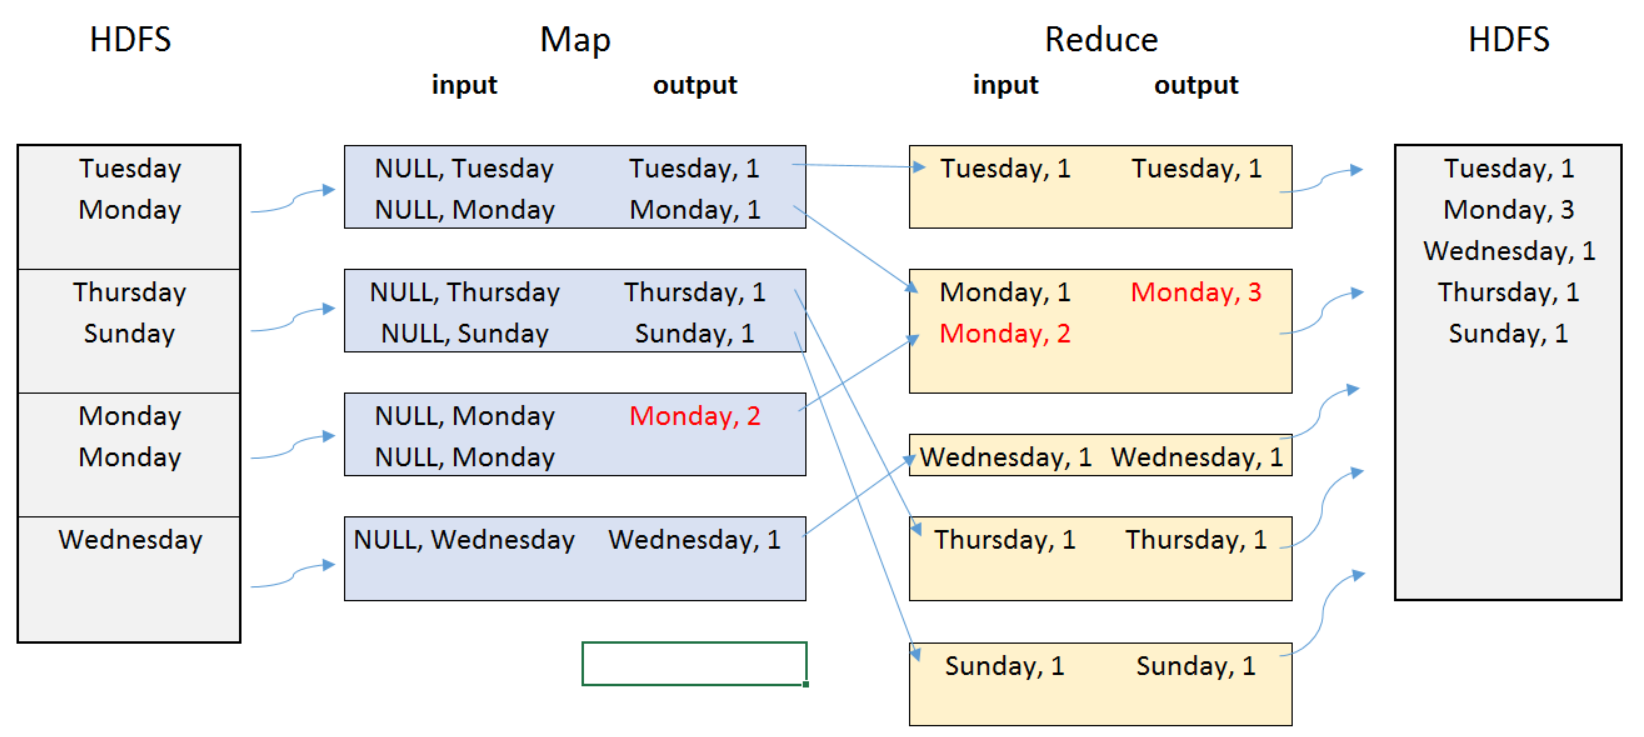 HDFS Map Reduce HDFS
input output input output
Tuesday
Monday
Thursday
Sunday
Monday
Monday
Wednesday
NULL, Tuesday Tuesday, 1
NULL, Monday Monday, 1
NULL, Thursday Thursday, 1
NULL, Sunday Sunday, 1
NULL, Monday Monday, 2
NULL, Monday
NULL, Wednesday Wednesday, 1
Tuesday, 1 Tuesday, 1
Monday, 1 Monday, 3
Monday, 2
Wednesday, 1 Wednesday, 1
Thursday, 1 Thursday, 1
Sunday, 1 Sunday, 1
Tuesday, 1
Monday, 3
Wednesday, 1
Thursday, 1
Sunday, 1